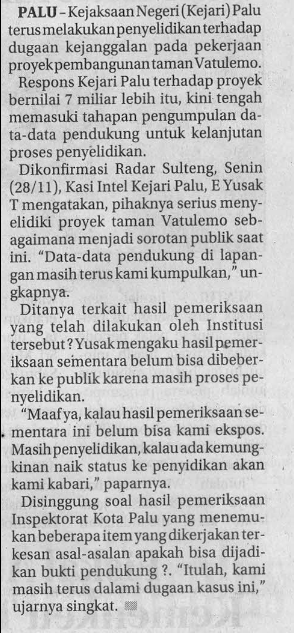 PALU – Kejaksaan Negeri (Kejari) Palu
terus melakukan penyelidikan terhadap
dugaan kejanggalan pada pekerjaan
proyek pembangunan taman Vatulemo.
Respons Kejari Palu terhadap proyek
bernilai 7 miliar lebih itu, kini tengah
memasuki tahapan pengumpulan da-
ta-data pendukung untuk kelanjutan
proses penyelidikan.
Dikonfirmasi Radar Sulteng, Senin
(28/11), Kasi Intel Kejari Palu, E Yusak
T mengatakan, pihaknya serius meny-
elidiki proyek taman Vatulemo seb-
agaimana menjadi sorotan publik saat
ini. “Data-data pendukung di lapan-
gan masih terus kami kumpulkan,” un-
gkapnya.
Ditanya terkait hasil pemeriksaan
yang telah dilakukan oleh Institusi
tersebut? Yusak mengaku hasil pemer-
iksaan sementara belum bisa dibeber-
kan ke publik karena masih proses pe-
nyelidikan.
“Maaf ya, kalau hasil pemeriksaan se-
mentara ini belum bisa kami ekspos.
Masih penyelidikan, kalau ada kemung-
kinan naik status ke penyidikan akan
kami kabari,” paparnya.
Disinggung soal hasil pemeriksaan
Inspektorat Kota Palu yang menemu-
kan beberapa item yang dikerjakan ter-
kesan asal-asalan apakah bisa dijadi-
kan bukti pendukung ?. “Itulah, kami
masih terus dalami dugaan kasus ini,”
ujarnya singkat.